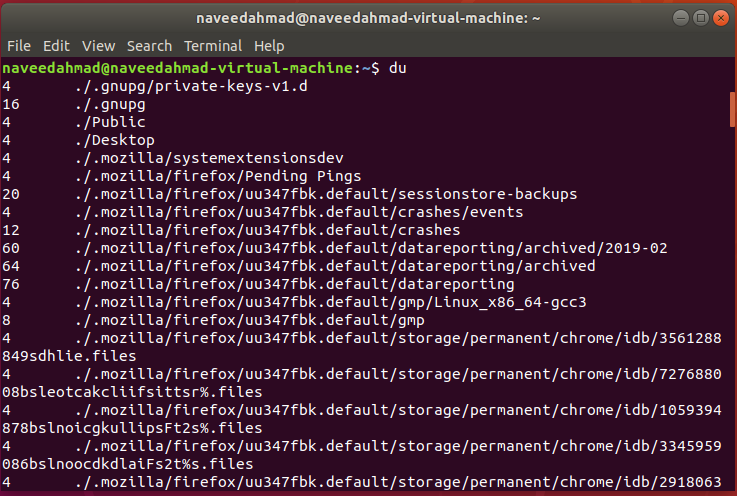 naveedahmad@naveedahmad-virtual-machine: ~
File Edit View Search Terminal Help
naveedahmad@naveedahmad-virtual-machine:~$ du
4 ./.gnupg/private-keys-v1.d
16 ./.gnupg
4 ./Public
4 ./Desktop
4 ./.mozilla/systemextensionsdev
4 ./.mozilla/firefox/Pending Pings
20 ./.mozilla/firefox/uu347fbk.default/sessionstore-backups
4 ./.mozilla/firefox/uu347fbk.default/crashes/events
12 ./.mozilla/firefox/uu347fbk.default/crashes
60 ./.mozilla/firefox/uu347fbk.default/datareporting/archived/2019-02
64 ./.mozilla/firefox/uu347fbk.default/datareporting/archived
76 ./.mozilla/firefox/uu347fbk.default/datareporting
4 ./.mozilla/firefox/uu347fbk.default/gmp/Linux_x86_64-gcc3
8 ./.mozilla/firefox/uu347fbk.default/gmp
4 ./.mozilla/firefox/uu347fbk.default/storage/permanent/chrome/idb/3561288
849sdhlie.files
4 ./.mozilla/firefox/uu347fbk.default/storage/permanent/chrome/idb/7276880
08bsleotcakcliifsittsr%.files
4 ./.mozilla/firefox/uu347fbk.default/storage/permanent/chrome/idb/1059394
878bslnoicgkullipsFt2s%.files
4 ./.mozilla/firefox/uu347fbk.default/storage/permanent/chrome/idb/3345959
086bslnoocdkdlaiFs2t%s.files
4 ./.mozilla/firefox/uu347fbk.default/storage/permanent/chrome/idb/2918063